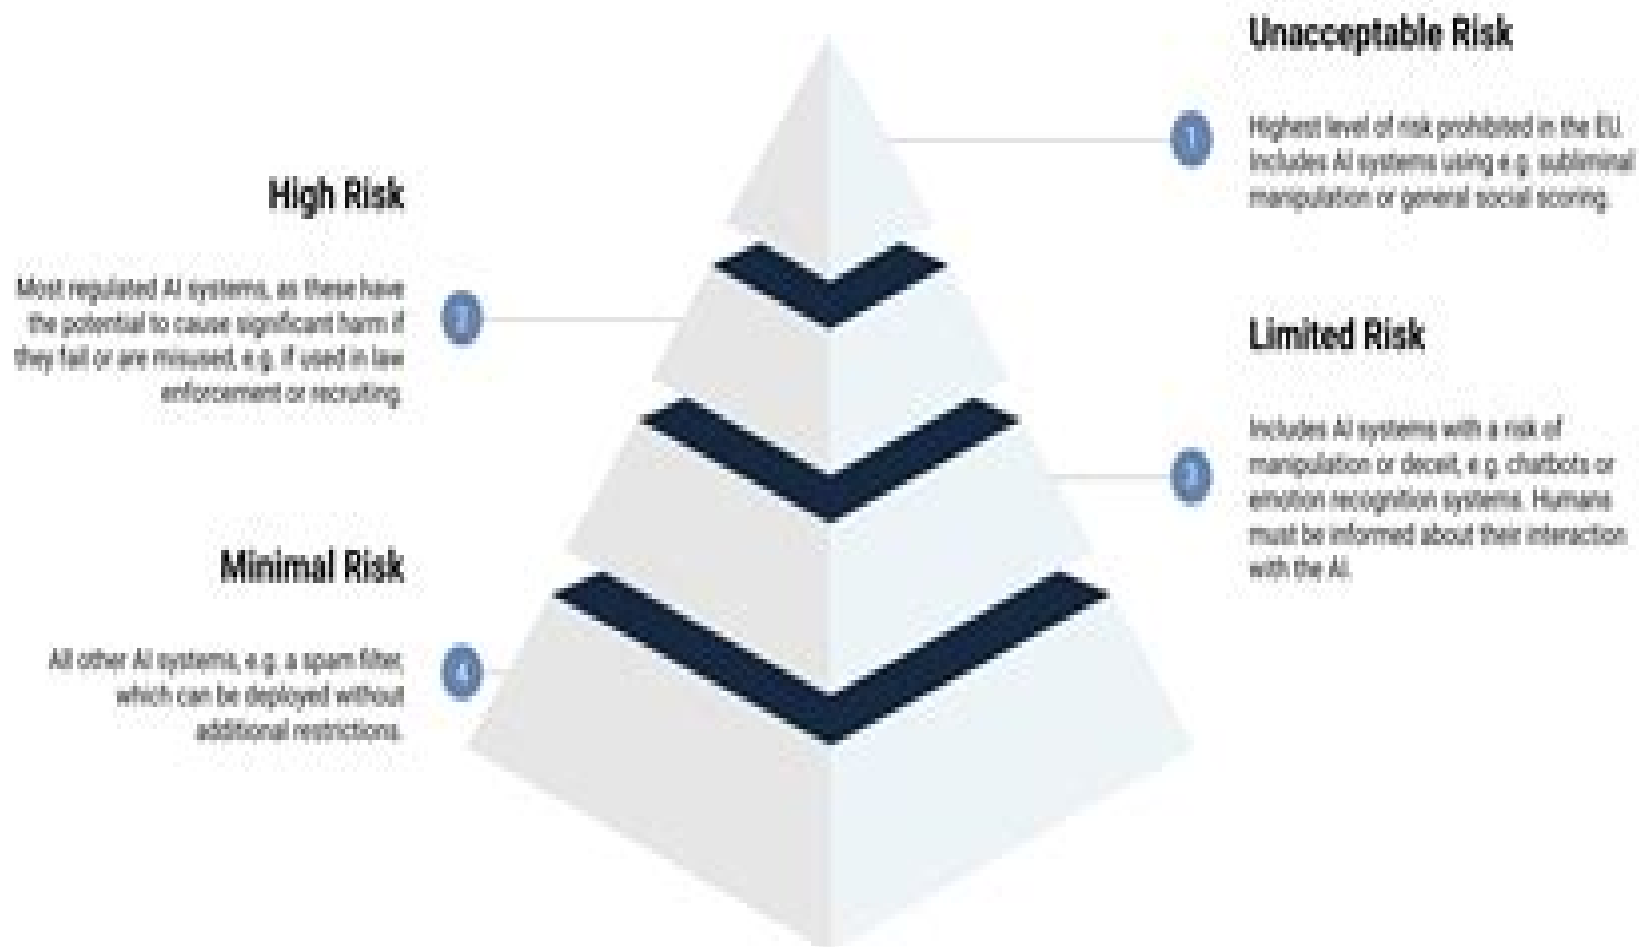 Unacceptable Risk
1
Highest level of risk prohibited in the EU.
Includes AI systems using e.g. subliminal
manipulation or general social scoring.
High Risk
2
Most regulated AI systems, as these have
the potential to cause significant harm if
they fail or are misused, e.g. if used in law
enforcement or recruiting.
Limited Risk
3
Includes AI systems with a risk of
manipulation or deceit, e.g. chatbots or
emotion recognition systems. Humans
must be informed about their interaction
with the AI.
Minimal Risk
4
All other AI systems, e.g. a spam filter,
which can be deployed without
additional restrictions.